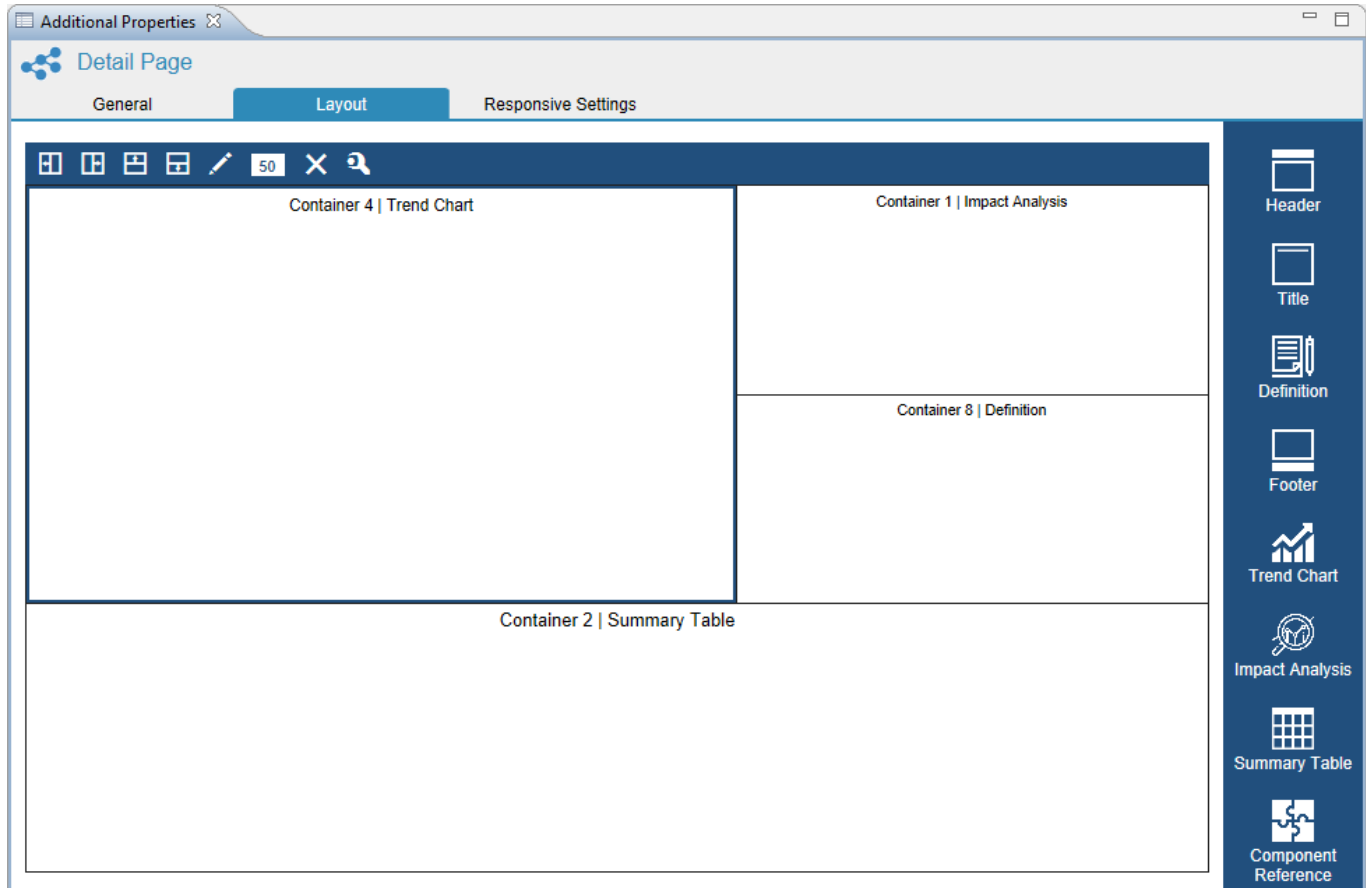 Additional Properties
Detail Page
General Layout Responsive Settings
50
Container 4 | Trend Chart
Container 1 | Impact Analysis
Container 8 | Definition
Container 2 | Summary Table
Header
Title
Definition
Footer
Trend Chart
Impact Analysis
Summary Table
Component
Reference